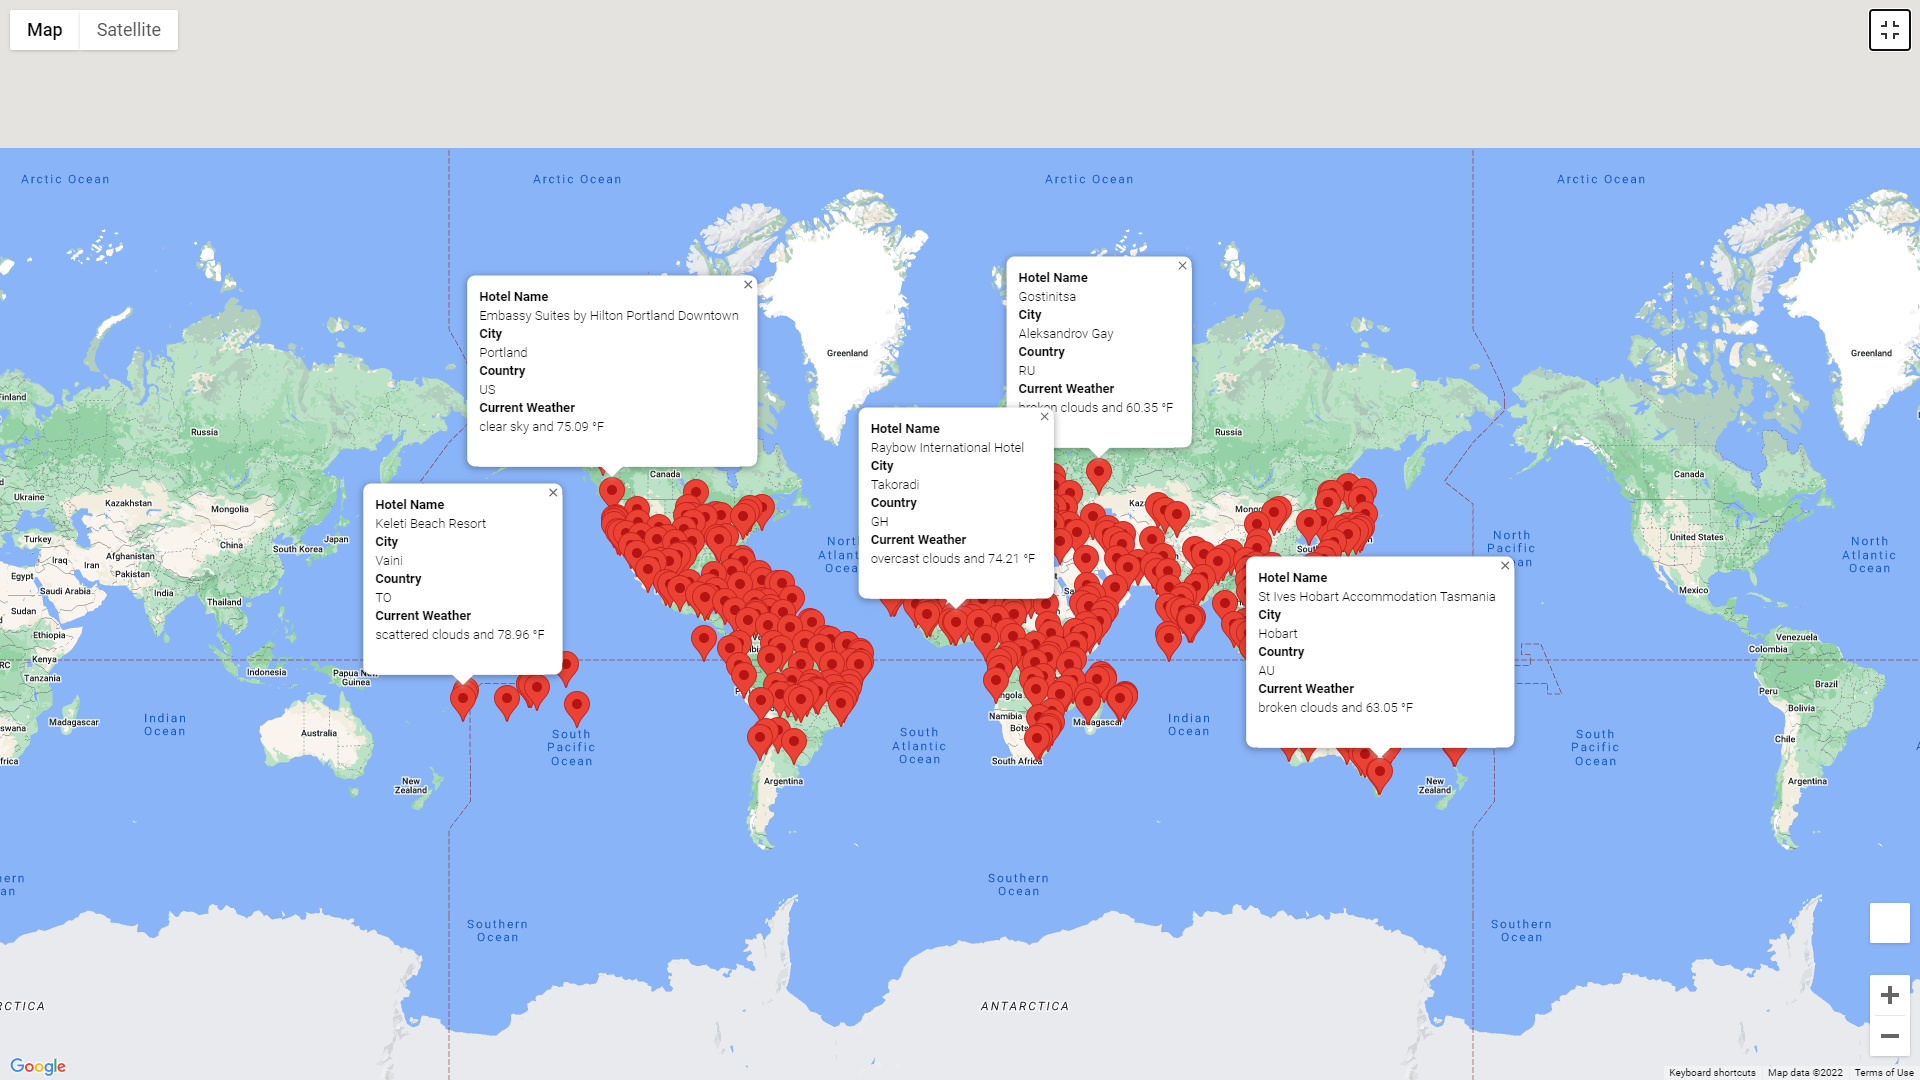 Map
Satellite
Arctic Ocean
Arctic Ocean
Arctic Ocean
Arctic Ocean
Hotel Name
Embassy Suites by Hilton Portland Downtown
City
Portland
Country
US
Current Weather
clear sky and 75.09 °F
Hotel Name
Gostinitsa
City
Aleksandrov Gay
Country
RU
Current Weather
broken clouds and 60.35 °F
Hotel Name
Raybow International Hotel
City
Takoradi
Country
GH
Current Weather
overcast clouds and 74.21 °F
Hotel Name
Keleti Beach Resort
City
Vaini
Country
TO
Current Weather
scattered clouds and 78.96 °F
Hotel Name
St Ives Hobart Accommodation Tasmania
City
Hobart
Country
AU
Current Weather
broken clouds and 63.05 °F
Greenland
Greenland
Finland
Russia
Russia
Canada
Canada
Ukraine
Kazakhstan
Mongolia
Turkey
Iraq
Iran
Afghanistan
Pakistan
China
South Korea
Japan
Egypt
Saudi Arabia
India
Thailand
Sudan
Ethiopia
Kenya
Tanzania
Indonesia
Papua New
Guinea
Madagascar
Indian
Ocean
Australia
New
Zealand
South
Pacific
Ocean
Argentina
South
Atlantic
Ocean
Namibia
South Africa
Madagascar
Indian
Ocean
New
Zealand
North
Pacific
United States
Mexico
North
Atlantic
Ocean
Venezuela
Colombia
Peru
Brazil
Bolivia
Chile
Argentina
South
Pacific
Ocean
Southern
Ocean
Southern
Ocean
Southern
Ocean
ANTARCTICA
Google
Keyboard shortcuts
Map data ©2022
Terms of Use